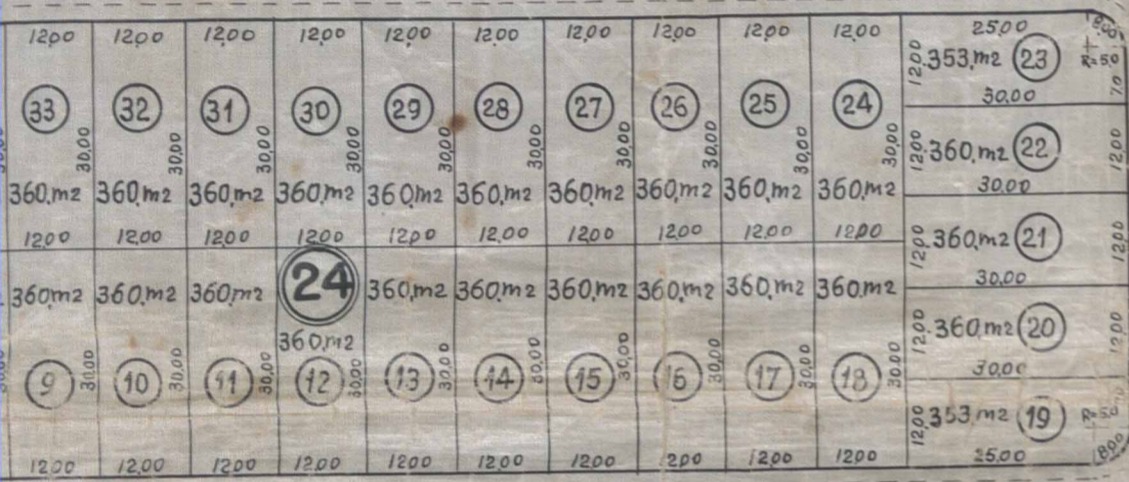 12,00 12,00 12,00 12,00 12,00 12,00 12,00 12,00 12,00 12,00 25,00
12,00 353,m2 23 R=5,0
33 32 31 30 29 28 27 26 25 24 30,00 7,0
30,00 30,00 30,00 30,00 30,00 30,00 30,00 30,00 30,00 30,00 12,00 360,m2 22 12,00
360,m2 360,m2 360,m2 360,m2 360,m2 360,m2 360,m2 360,m2 360,m2 360,m2 30,00
12,00 12,00 12,00 12,00 12,00 12,00 12,00 12,00 12,00 12,00 12,00 360,m2 21 12,00
24 30,00
360,m2 360,m2 360,m2 360,m2 360,m2 360,m2 360,m2 360,m2 360,m2
360,m2 12,00 360,m2 20 12,00
30,00 30,00 30,00 30,00 30,00 30,00 30,00 30,00 30,00 30,00 30,00
9 10 11 12 13 14 15 16 17 18
12,00 353,m2 19 R=5,0
12,00 12,00 12,00 12,00 12,00 12,00 12,00 12,00 12,00 12,00 25,00 8,00